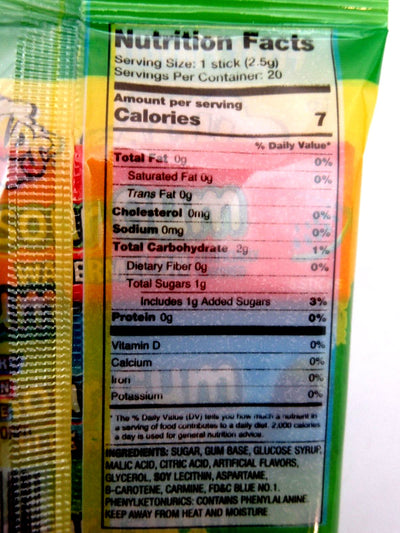 Nutrition Facts
Serving Size: 1 stick (2.5g)
Servings Per Container: 20
Amount per serving
Calories 7
% Daily Value*
Total Fat 0g 0%
Saturated Fat 0g 0%
Trans Fat 0g
Cholesterol 0mg 0%
Sodium 0mg 0%
Total Carbohydrate 2g 1%
Dietary Fiber 0g 0%
Total Sugars 1g
Includes 1g Added Sugars 3%
Protein 0g 0%
Vitamin D 0%
Calcium 0%
Iron 0%
Potassium 0%
* The % Daily Value (DV) tells you how much a nutrient in
a serving of food contributes to a daily diet. 2,000 calories
a day is used for general nutrition advice.
INGREDIENTS: SUGAR, GUM BASE, GLUCOSE SYRUP,
MALIC ACID, CITRIC ACID, ARTIFICIAL FLAVORS,
GLYCEROL, SOY LECITHIN, ASPARTAME,
B-CAROTENE, CARMINE, FD&C BLUE NO.1.
PHENYLKETONURICS: CONTAINS PHENYLALANINE
KEEP AWAY FROM HEAT AND MOISTURE